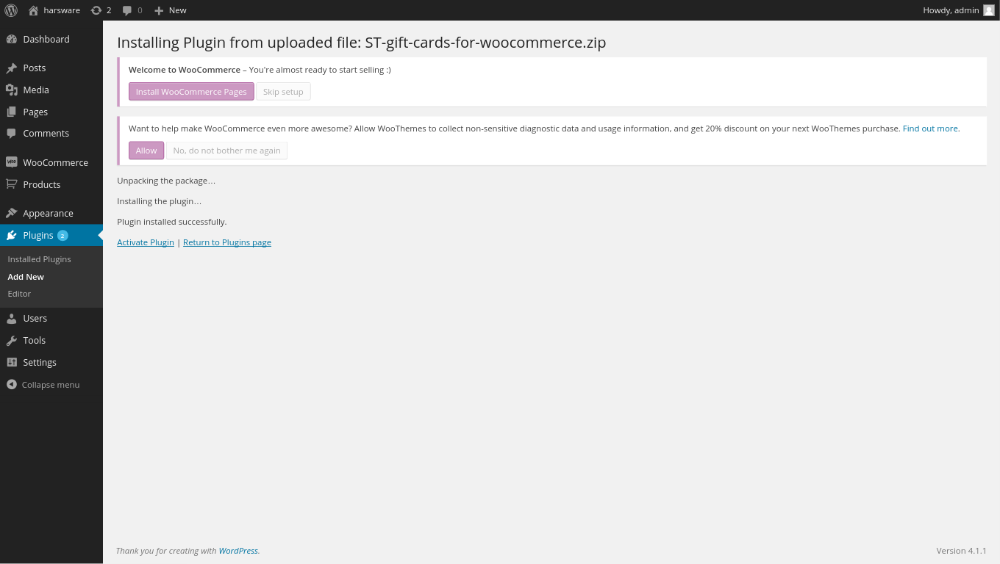 harsware 2 0 New Howdy, admin
Dashboard
Posts
Media
Pages
Comments
WooCommerce
Products
Appearance
Plugins 2
Installed Plugins
Add New
Editor
Users
Tools
Settings
Collapse menu
Installing Plugin from uploaded file: ST-gift-cards-for-woocommerce.zip
Welcome to WooCommerce – You're almost ready to start selling :)
Install WooCommerce Pages Skip setup
Want to help make WooCommerce even more awesome? Allow WooThemes to collect non-sensitive diagnostic data and usage information, and get 20% discount on your next WooThemes purchase. Find out more.
Allow No, do not bother me again
Unpacking the package…
Installing the plugin…
Plugin installed successfully.
Activate Plugin | Return to Plugins page
Thank you for creating with WordPress. Version 4.1.1